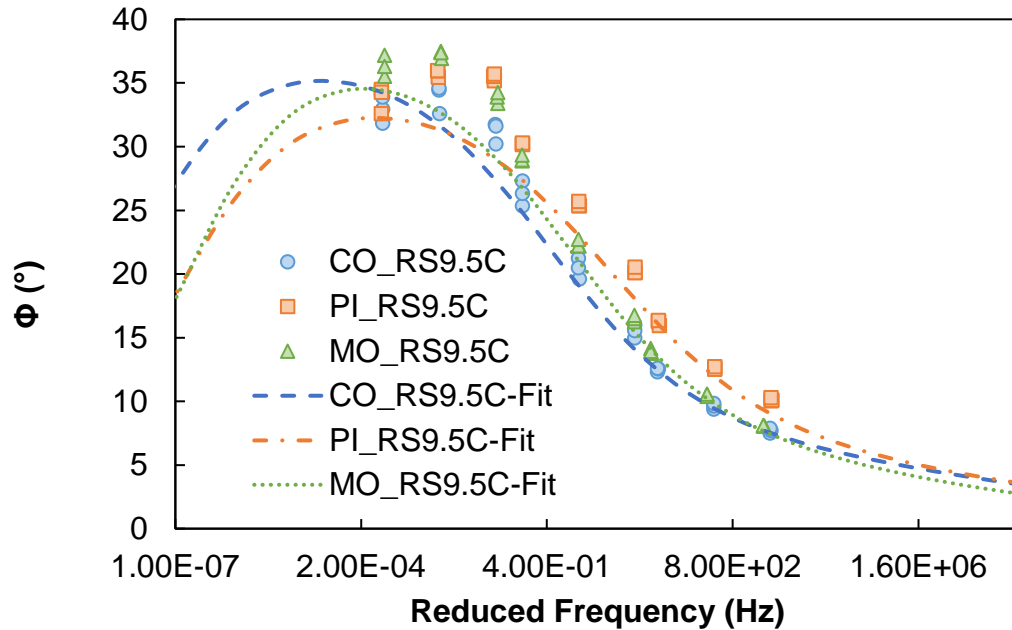 40
35
30
25
20
15
10
5
0
Φ (°)
CO_RS9.5C
PI_RS9.5C
MO_RS9.5C
CO_RS9.5C-Fit
PI_RS9.5C-Fit
MO_RS9.5C-Fit
1.00E-07 2.00E-04 4.00E-01 8.00E+02 1.60E+06
Reduced Frequency (Hz)